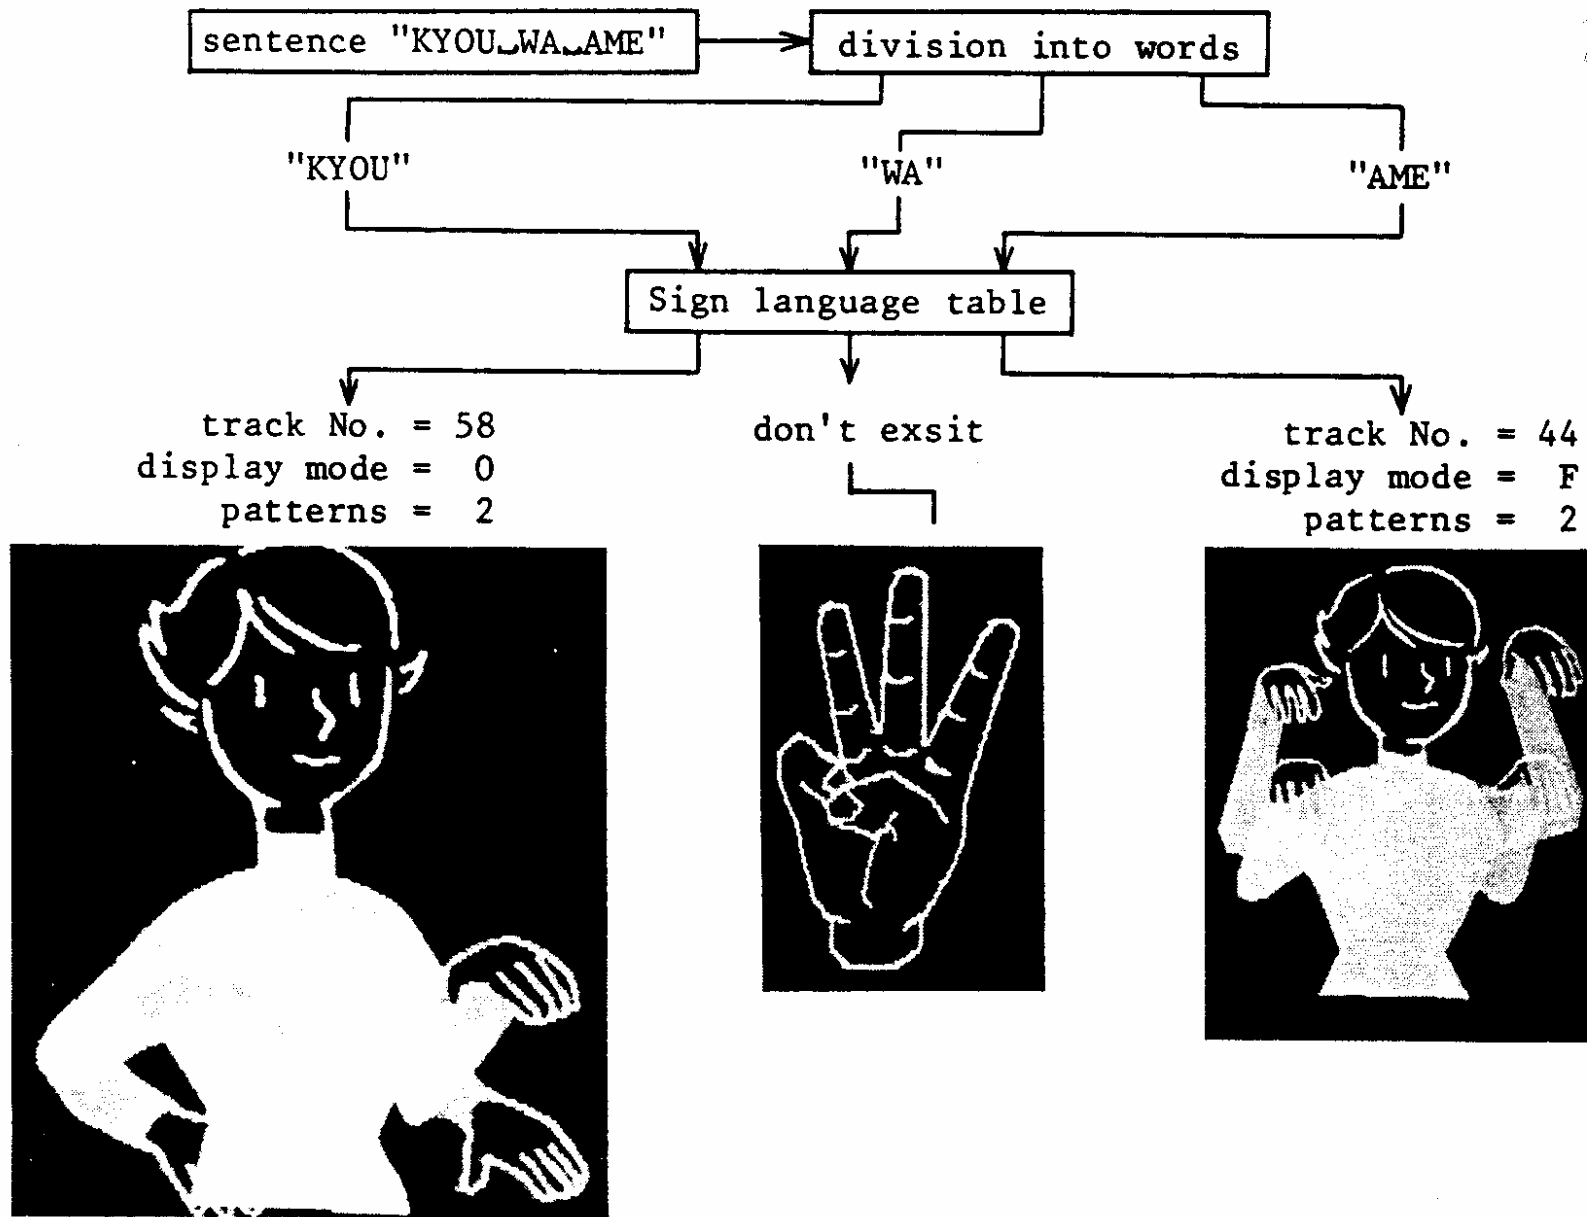 sentence "KYOU␣WA␣AME"
division into words
"KYOU"
"WA"
"AME"
Sign language table
track No. = 58
display mode = 0
patterns = 2
don't exsit
track No. = 44
display mode = F
patterns = 2